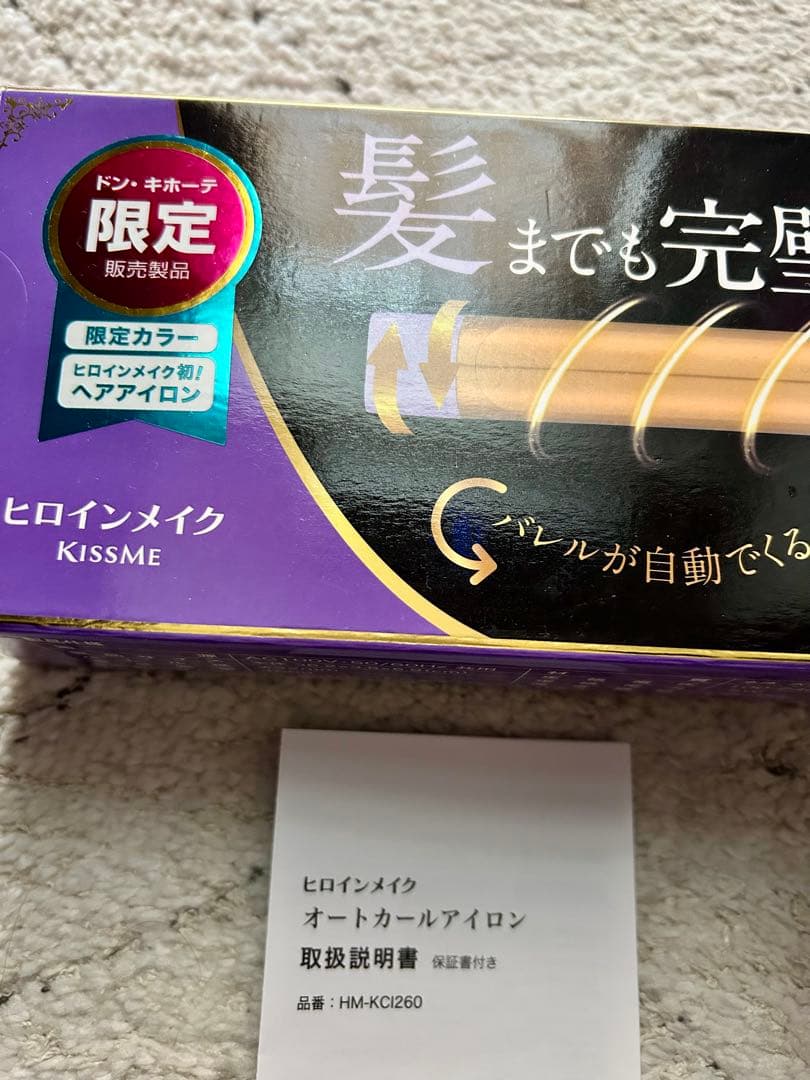 ドン・キホーテ
限定
販売製品
限定カラー
ヒロインメイク初!
ヘアアイロン
髪までも完璧
バレルが自動でくる
ヒロインメイク
KISSME
ヒロインメイク
オートカールアイロン
取扱説明書 保証書付き
品番：HM-KCI260